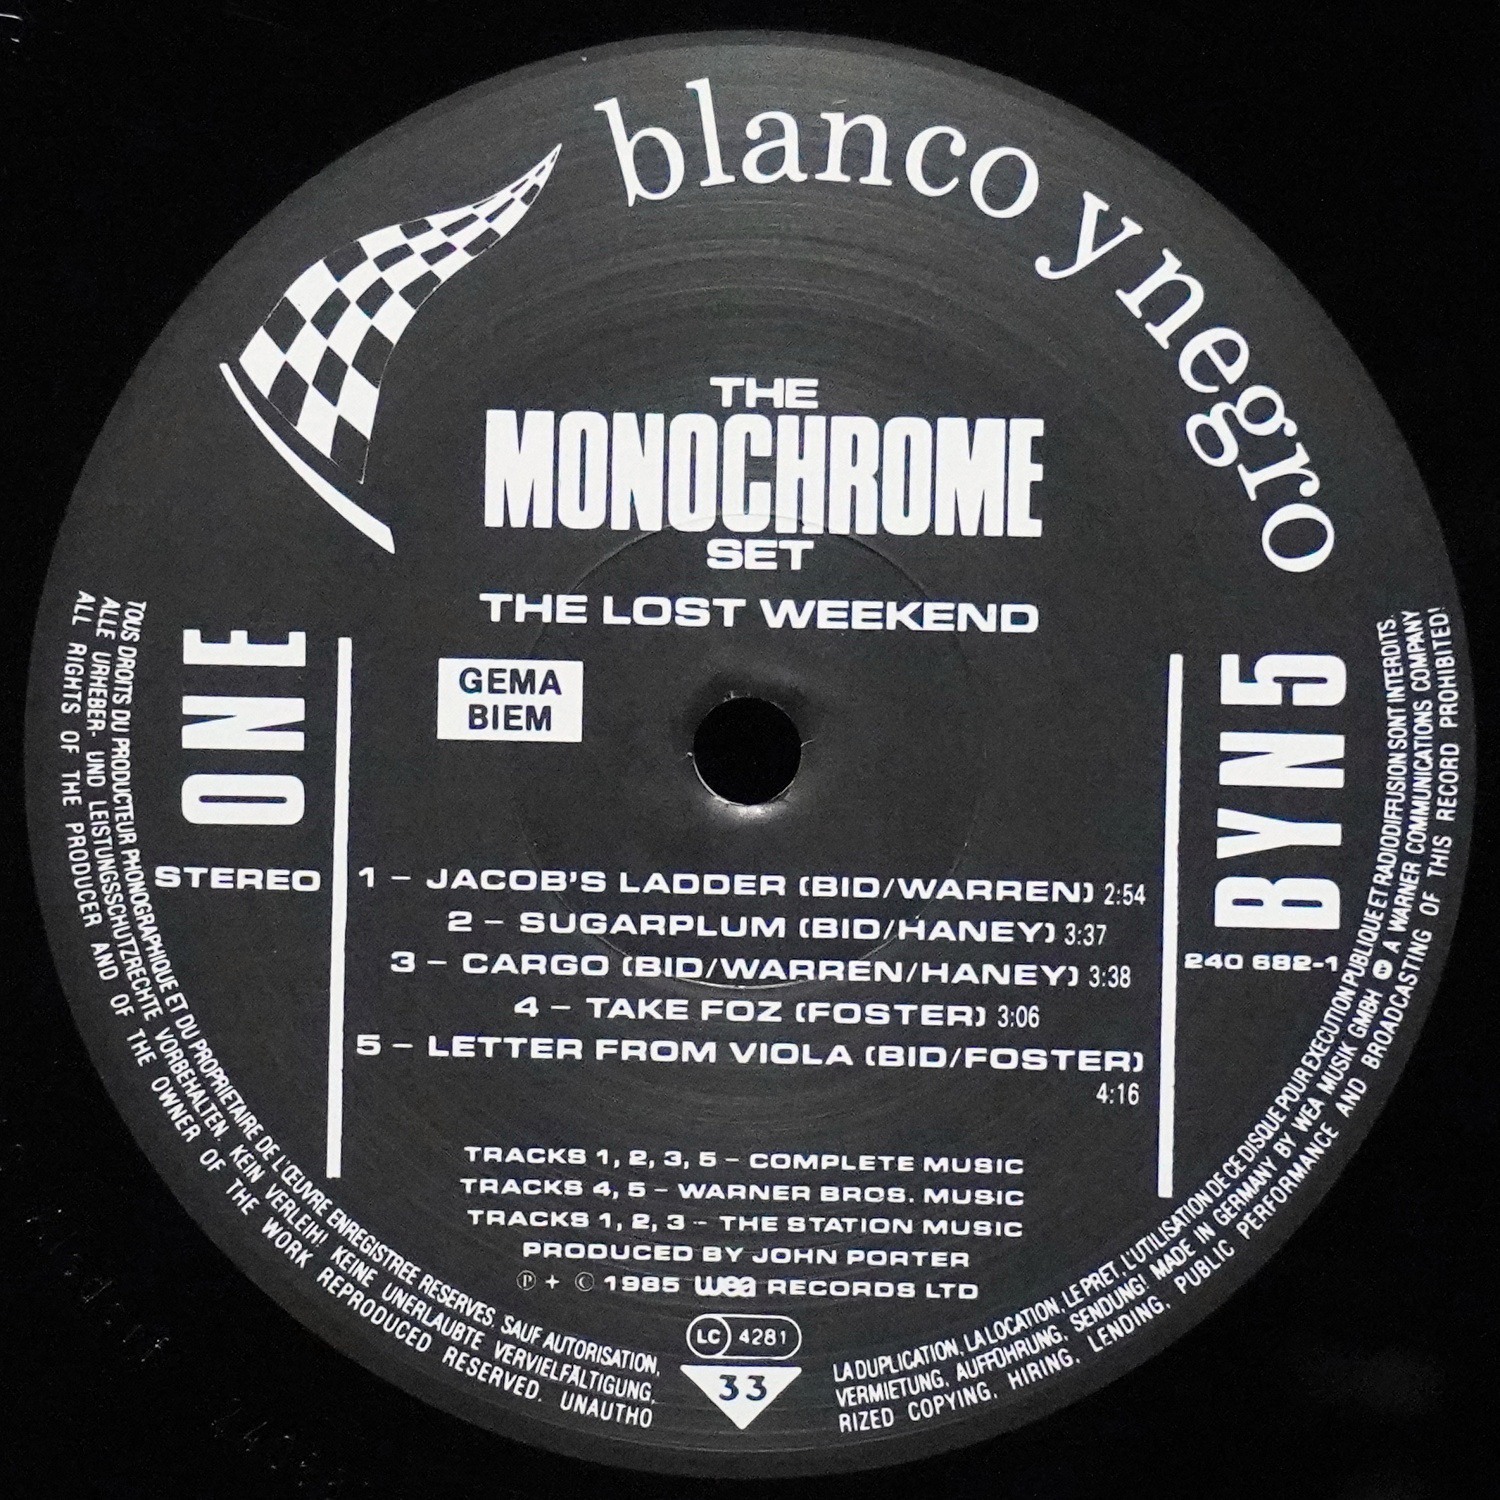 blanco y negro
THE
MONOCHROME
SET
THE LOST WEEKEND
GEMA
BIEM
ONE
STEREO
BYN5
240 682-1
1 – JACOB'S LADDER (BID/WARREN) 2:54
2 – SUGARPLUM (BID/HANEY) 3:37
3 – CARGO (BID/WARREN/HANEY) 3:38
4 – TAKE FOZ (FOSTER) 3:06
5 – LETTER FROM VIOLA (BID/FOSTER)
4:16
TRACKS 1, 2, 3, 5 – COMPLETE MUSIC
TRACKS 4, 5 – WARNER BROS. MUSIC
TRACKS 1, 2, 3 – THE STATION MUSIC
PRODUCED BY JOHN PORTER
℗ + © 1985 wea RECORDS LTD
LC 4281
33
TOUS DROITS DU PRODUCTEUR PHONOGRAPHIQUE ET DU PROPRIETAIRE DE L'ŒUVRE ENREGISTREE RESERVES. SAUF AUTORISATION, LA DUPLICATION, LA LOCATION, LE PRET, L'UTILISATION DE CE DISQUE POUR EXECUTION PUBLIQUE ET RADIODIFFUSION SONT INTERDITS.
ALLE URHEBER- UND LEISTUNGSSCHUTZRECHTE VORBEHALTEN. KEIN VERLEIH! KEINE UNERLAUBTE VERVIELFÄLTIGUNG, VERMIETUNG, AUFFÜHRUNG, SENDUNG! MADE IN GERMANY BY WEA MUSIK GMBH A WARNER COMMUNICATIONS COMPANY
ALL RIGHTS OF THE PRODUCER AND OF THE OWNER OF THE WORK REPRODUCED RESERVED. UNAUTHORIZED COPYING, HIRING, LENDING, PUBLIC PERFORMANCE AND BROADCASTING OF THIS RECORD PROHIBITED!